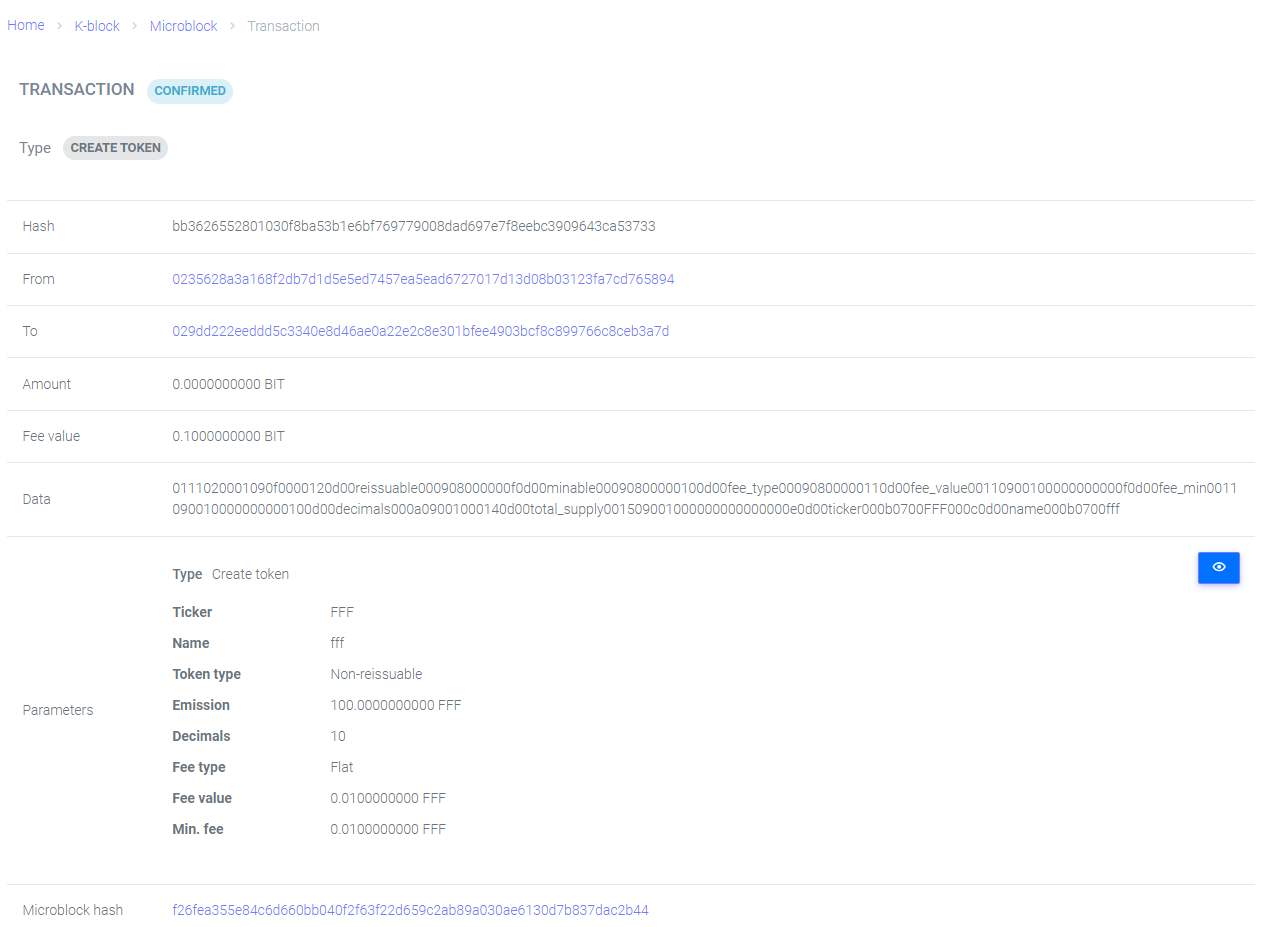 Home > K-block > Microblock > Transaction
TRANSACTION CONFIRMED
Type CREATE TOKEN
Hash bb3626552801030f8ba53b1e6bf769779008dad697e7f8eebc3909643ca53733
From 0235628a3a168f2db7d1d5e5ed7457ea5ead6727017d13d08b03123fa7cd765894
To 029dd222eeddd5c3340e8d46ae0a22e2c8e301bfee4903bcf8c899766c8ceb3a7d
Amount 0.0000000000 BIT
Fee value 0.1000000000 BIT
Data 0111020001090f0000120d00reissuable000908000000f0d00minable00090800000100d00fee_type00090800000110d00fee_value00110900100000000000f0d00fee_min0011
09001000000000010​0d00decimals000a09001000140d00total_supply001509001000000000000000e0d00ticker000b0700FFF000c0d00name000b0700fff
Parameters
Type Create token
Ticker FFF
Name fff
Token type Non-reissuable
Emission 100.0000000000 FFF
Decimals 10
Fee type Flat
Fee value 0.0100000000 FFF
Min. fee 0.0100000000 FFF
Microblock hash f26fea355e84c6d660bb040f2f63f22d659c2ab89a030ae6130d7b837dac2b44